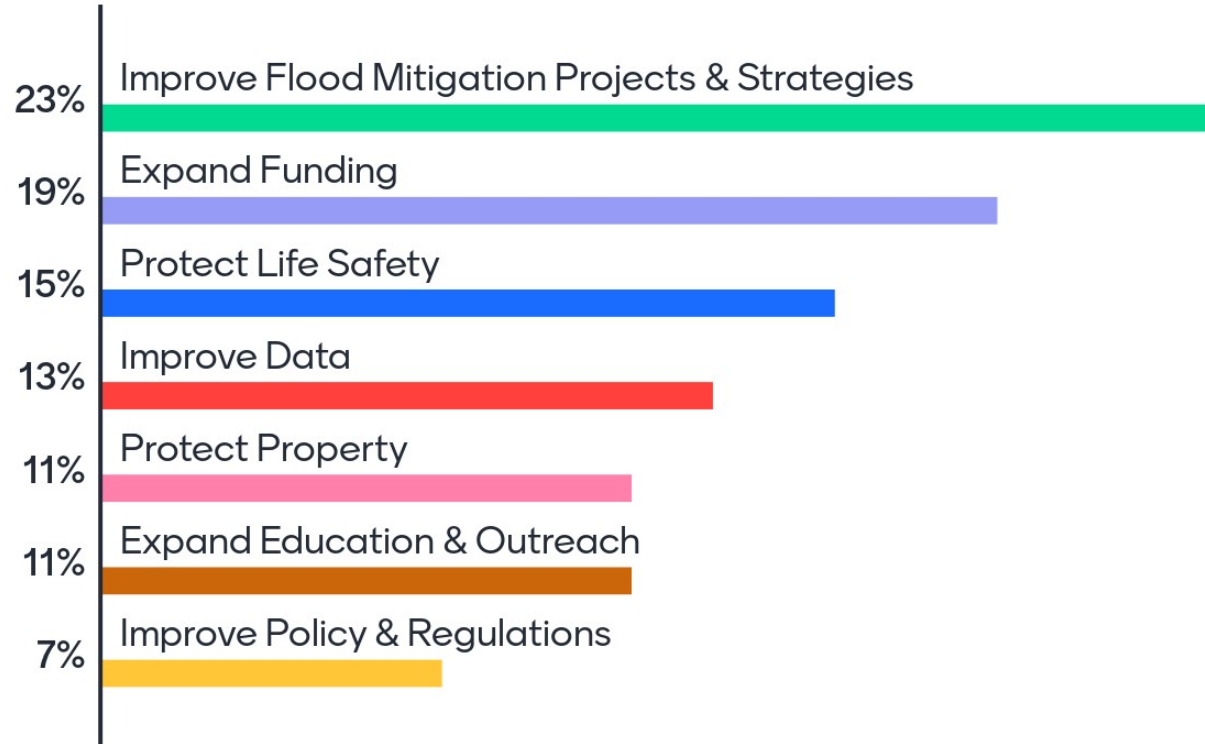 Improve Flood Mitigation Projects & Strategies
23%
Expand Funding
19%
Protect Life Safety
15%
Improve Data
13%
Protect Property
11%
Expand Education & Outreach
11%
Improve Policy & Regulations
7%